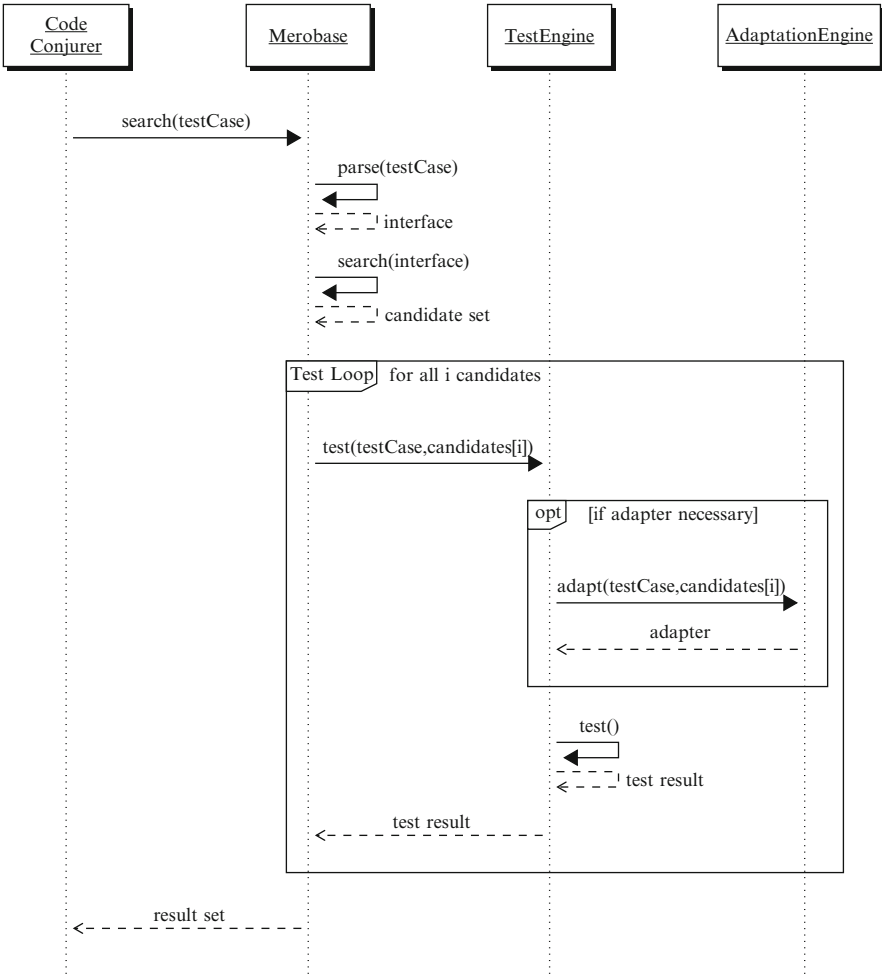 Code
Conjurer
Merobase
TestEngine
AdaptationEngine
search(testCase)
parse(testCase)
interface
search(interface)
candidate set
Test Loop for all i candidates
test(testCase,candidates[i])
opt [if adapter necessary]
adapt(testCase,candidates[i])
adapter
test()
test result
test result
result set